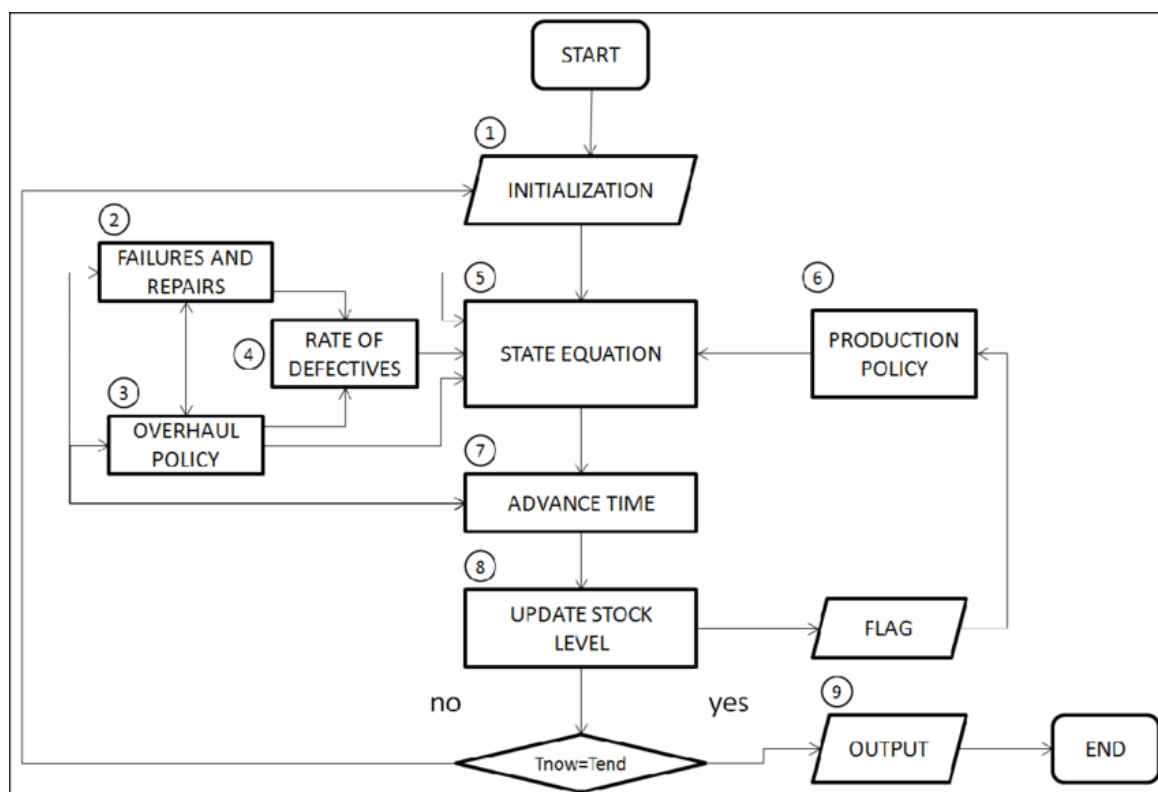 START
1
INITIALIZATION
2
FAILURES AND
REPAIRS
5
6
STATE EQUATION
PRODUCTION
POLICY
4
RATE OF
DEFECTIVES
3
OVERHAUL
POLICY
7
ADVANCE TIME
8
UPDATE STOCK
LEVEL
FLAG
no
yes
9
Tnow=Tend
OUTPUT
END